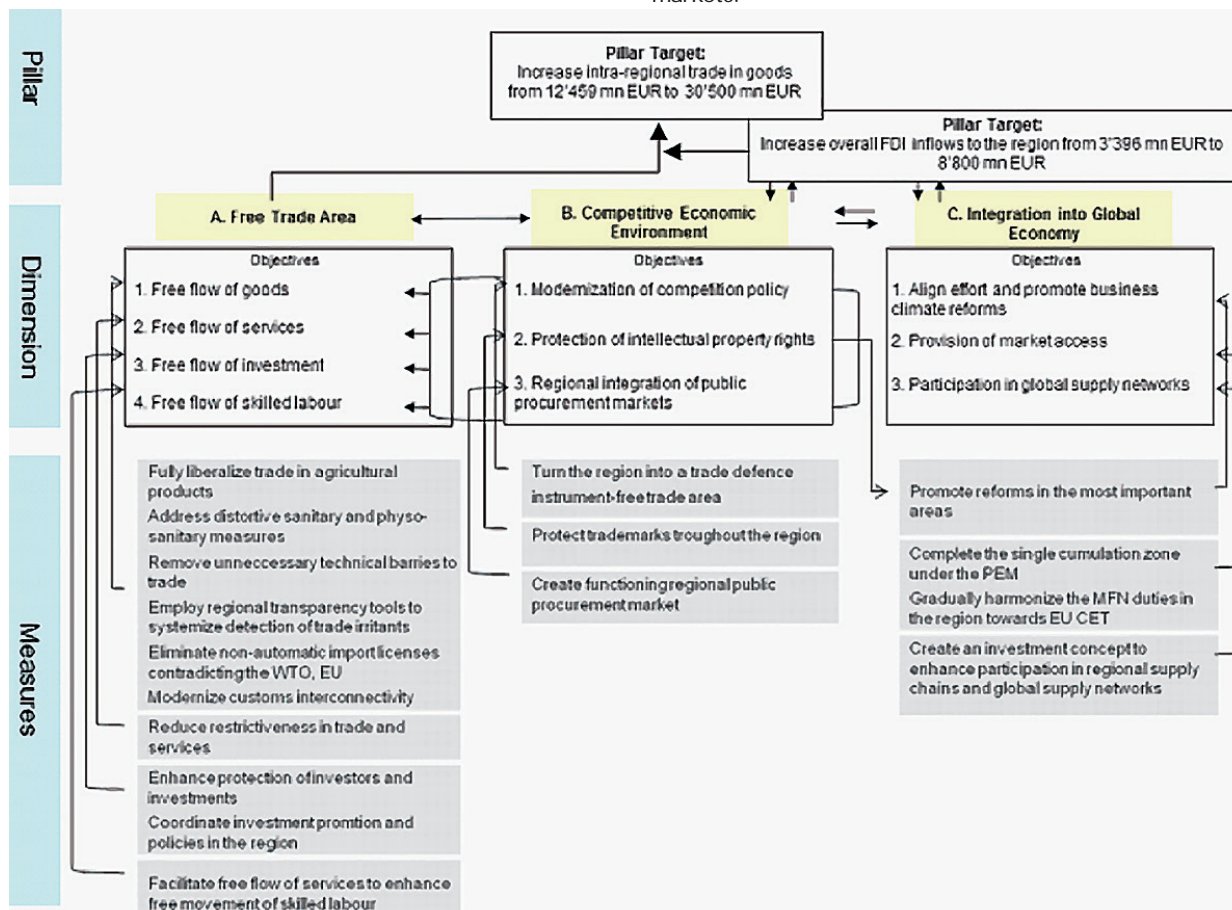 markets.
Pillar
Pillar Target:
Increase intra-regional trade in goods
from 12'459 mn EUR to 30'500 mn EUR
Pillar Target:
Increase overall FDI inflows to the region from 3'396 mn EUR to
8'800 mn EUR
Dimension
A. Free Trade Area
B. Competitive Economic
Environment
C. Integration into Global
Economy
Objectives
1. Free flow of goods
2. Free flow of services
3. Free flow of investment
4. Free flow of skilled labour
Objectives
1. Modernization of competition policy
2. Protection of intellectual property rights
3. Regional integration of public
procurement markets
Objectives
1. Align effort and promote business
climate reforms
2. Provision of market access
3. Participation in global supply networks
Measures
Fully liberalize trade in agricultural
products
Address distortive sanitary and physo-
sanitary measures
Remove unneccessary technical barries to
trade
Employ regional transparency tools to
systemize detection of trade irritants
Eliminate non-automatic import licenses
contradicting the WTO, EU
Modernize customs interconnectivity
Reduce restrictiveness in trade and
services
Enhance protection of investors and
investments
Coordinate investment promtion and
policies in the region
Facilitate free flow of services to enhance
free movement of skilled labour
Turn the region into a trade defence
instrument-free trade area
Protect trademarks troughout the region
Create functioning regional public
procurement market
Promote reforms in the most important
areas
Complete the single cumulation zone
under the PEM
Gradually harmonize the MFN duties in
the region towards EU CET
Create an investment concept to
enhance participation in regional supply
chains and global supply networks